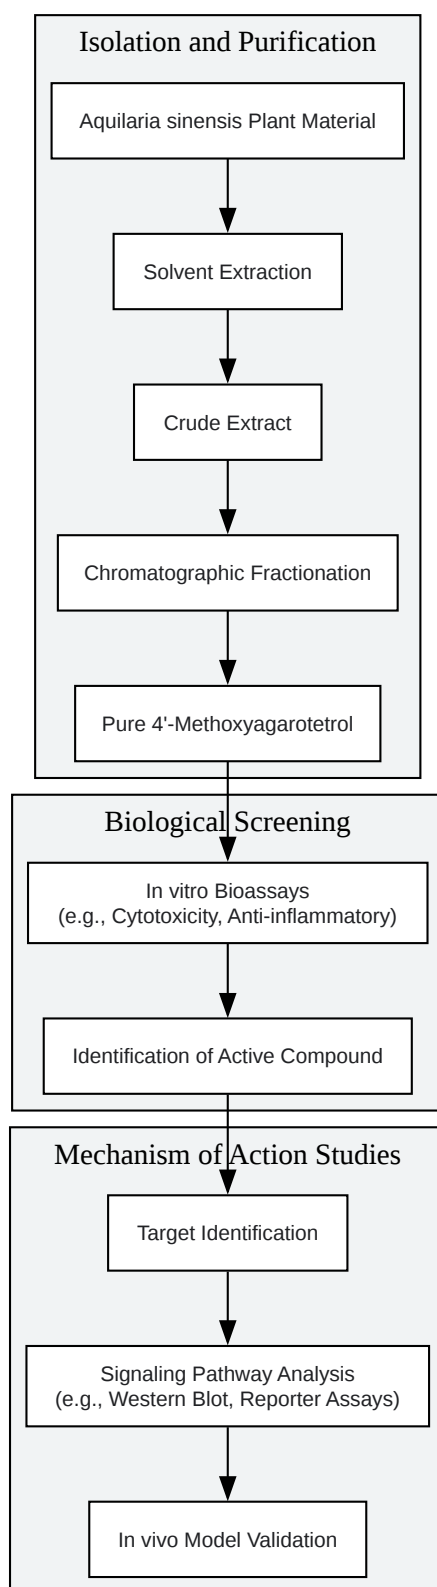 Isolation and Purification
Aquilaria sinensis Plant Material
Solvent Extraction
Crude Extract
Chromatographic Fractionation
Pure 4'-Methoxyagarotetrol
Biological Screening
In vitro Bioassays
(e.g., Cytotoxicity, Anti-inflammatory)
Identification of Active Compound
Mechanism of Action Studies
Target Identification
Signaling Pathway Analysis
(e.g., Western Blot, Reporter Assays)
In vivo Model Validation